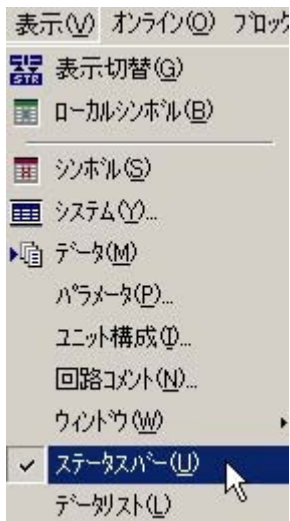 表示(V) オンライン(O) ブロック
STR 表示切替(G)
ローカルシンボル(B)
シンボル(S)
システム(Y)...
データ(M)
パラメータ(P)...
ユニット構成(I)...
回路コメント(N)...
ウィンドウ(W)
ステータスバー(U)
データリスト(L)